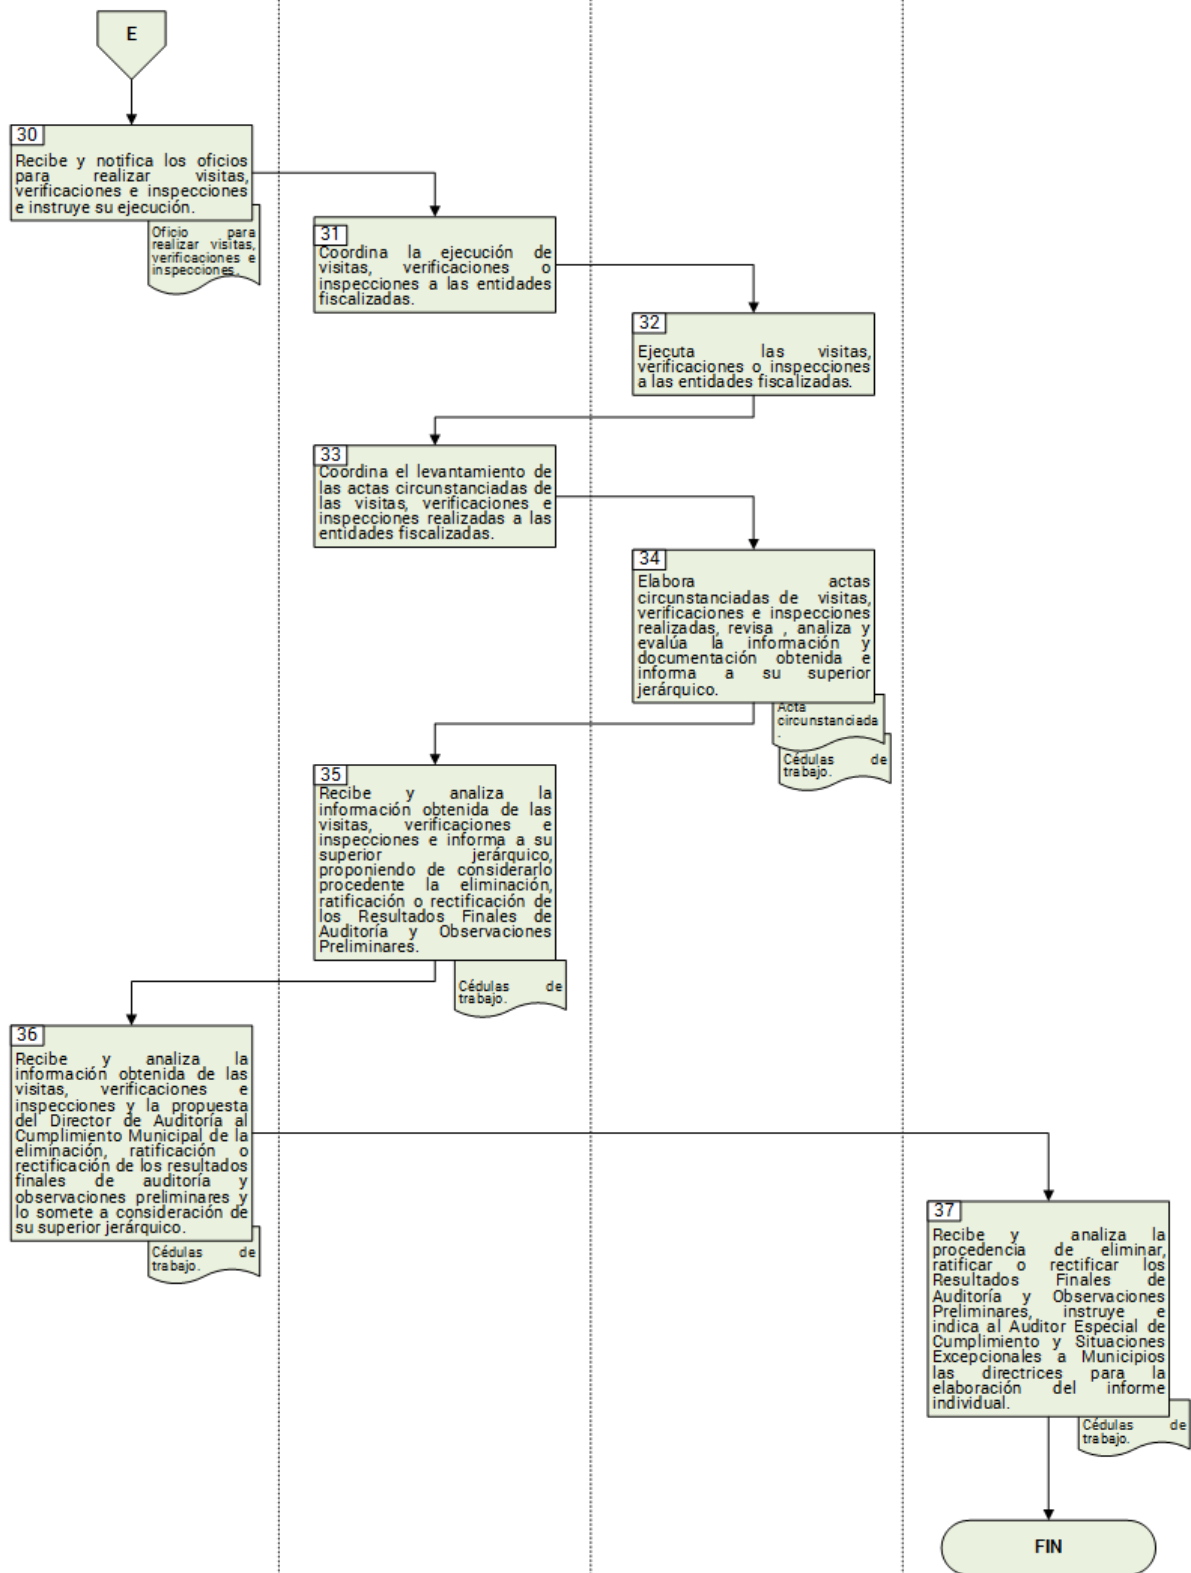 E
30
Recibe y notifica los oficios
para realizar visitas,
verificaciones e inspecciones
e instruye su ejecución.
Oficio para
realizar visitas,
verificaciones e
inspecciones.
31
Coordina la ejecución de
visitas, verificaciones o
inspecciones a las entidades
fiscalizadas.
32
Ejecuta las visitas,
verificaciones o inspecciones
a las entidades fiscalizadas.
33
Coordina el levantamiento de
las actas circunstanciadas de
las visitas, verificaciones e
inspecciones realizadas a las
entidades fiscalizadas.
34
Elabora actas
circunstanciadas de visitas,
verificaciones e inspecciones
realizadas, revisa , analiza y
evalúa la información y
documentación obtenida e
informa a su superior
jerárquico.
Acta
circunstanciada
.
Cédulas de
trabajo.
35
Recibe y analiza la
información obtenida de las
visitas, verificaciones e
inspecciones e informa a su
superior jerárquico,
proponiendo de considerarlo
procedente la eliminación,
ratificación o rectificación de
los Resultados Finales de
Auditoría y Observaciones
Preliminares.
Cédulas de
trabajo.
36
Recibe y analiza la
información obtenida de las
visitas, verificaciones e
inspecciones y la propuesta
del Director de Auditoría al
Cumplimiento Municipal de la
eliminación, ratificación o
rectificación de los resultados
finales de auditoría y
observaciones preliminares y
lo somete a consideración de
su superior jerárquico.
Cédulas de
trabajo.
37
Recibe y analiza la
procedencia de eliminar,
ratificar o rectificar los
Resultados Finales de
Auditoría y Observaciones
Preliminares, instruye e
indica al Auditor Especial de
Cumplimiento y Situaciones
Excepcionales a Municipios
las directrices para la
elaboración del informe
individual.
Cédulas de
trabajo.
FIN